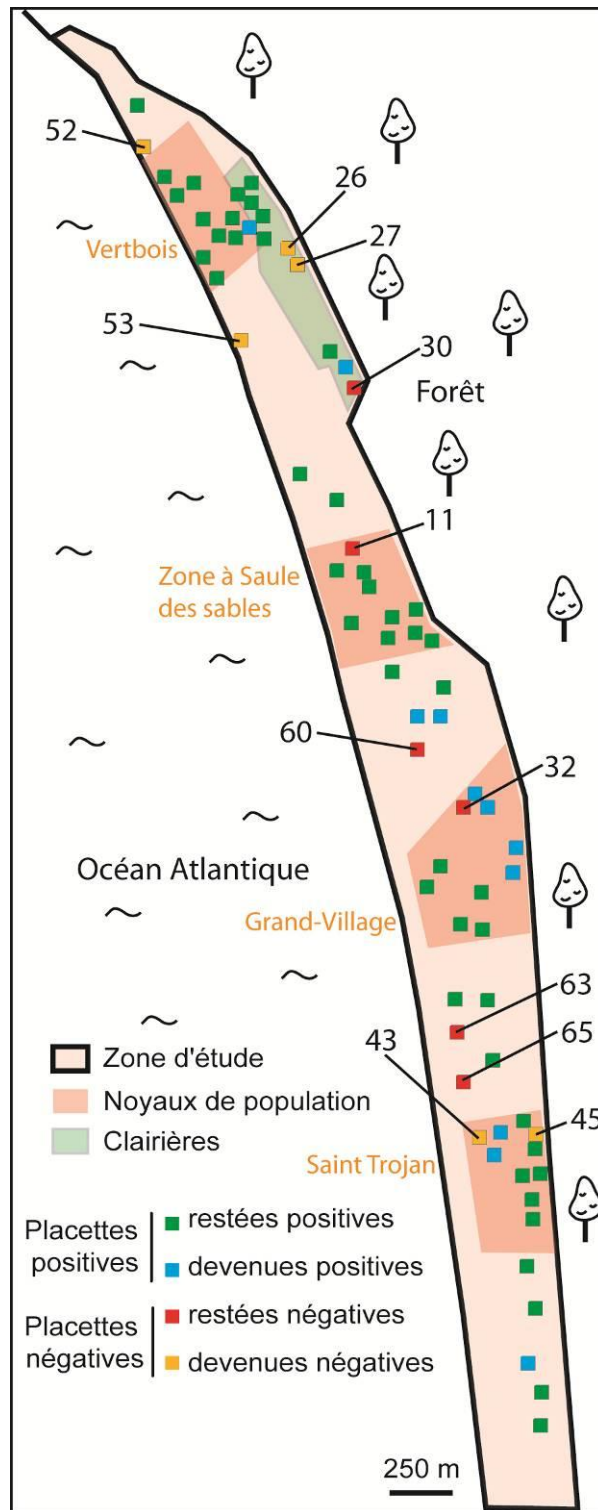 52
26
27
Vertbois
53
30
Forêt
11
Zone à Saule
des sables
60
32
Océan Atlantique
Grand-Village
63
65
43
45
Zone d'étude
Noyaux de population
Clairières
Saint Trojan
Placettes
positives
restées positives
devenues positives
Placettes
négatives
restées négatives
devenues négatives
250 m